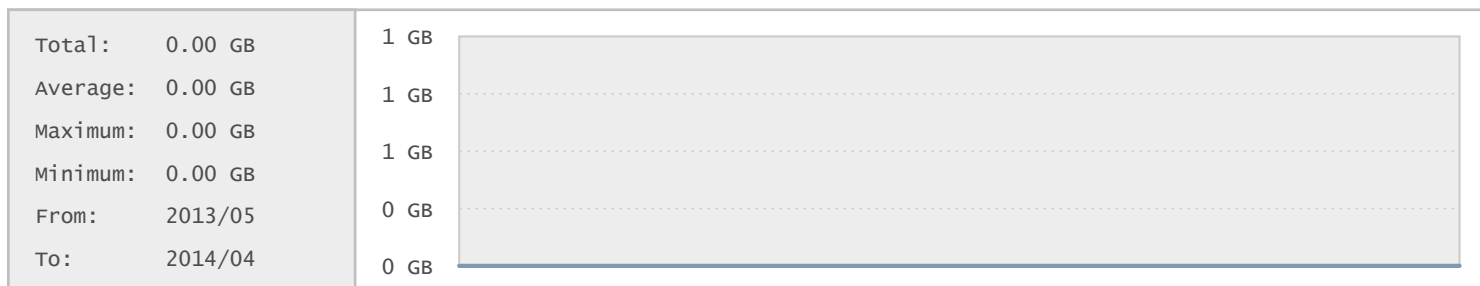 Total: 0.00 GB
Average: 0.00 GB
Maximum: 0.00 GB
Minimum: 0.00 GB
From: 2013/05
To: 2014/04
1 GB
1 GB
1 GB
0 GB
0 GB